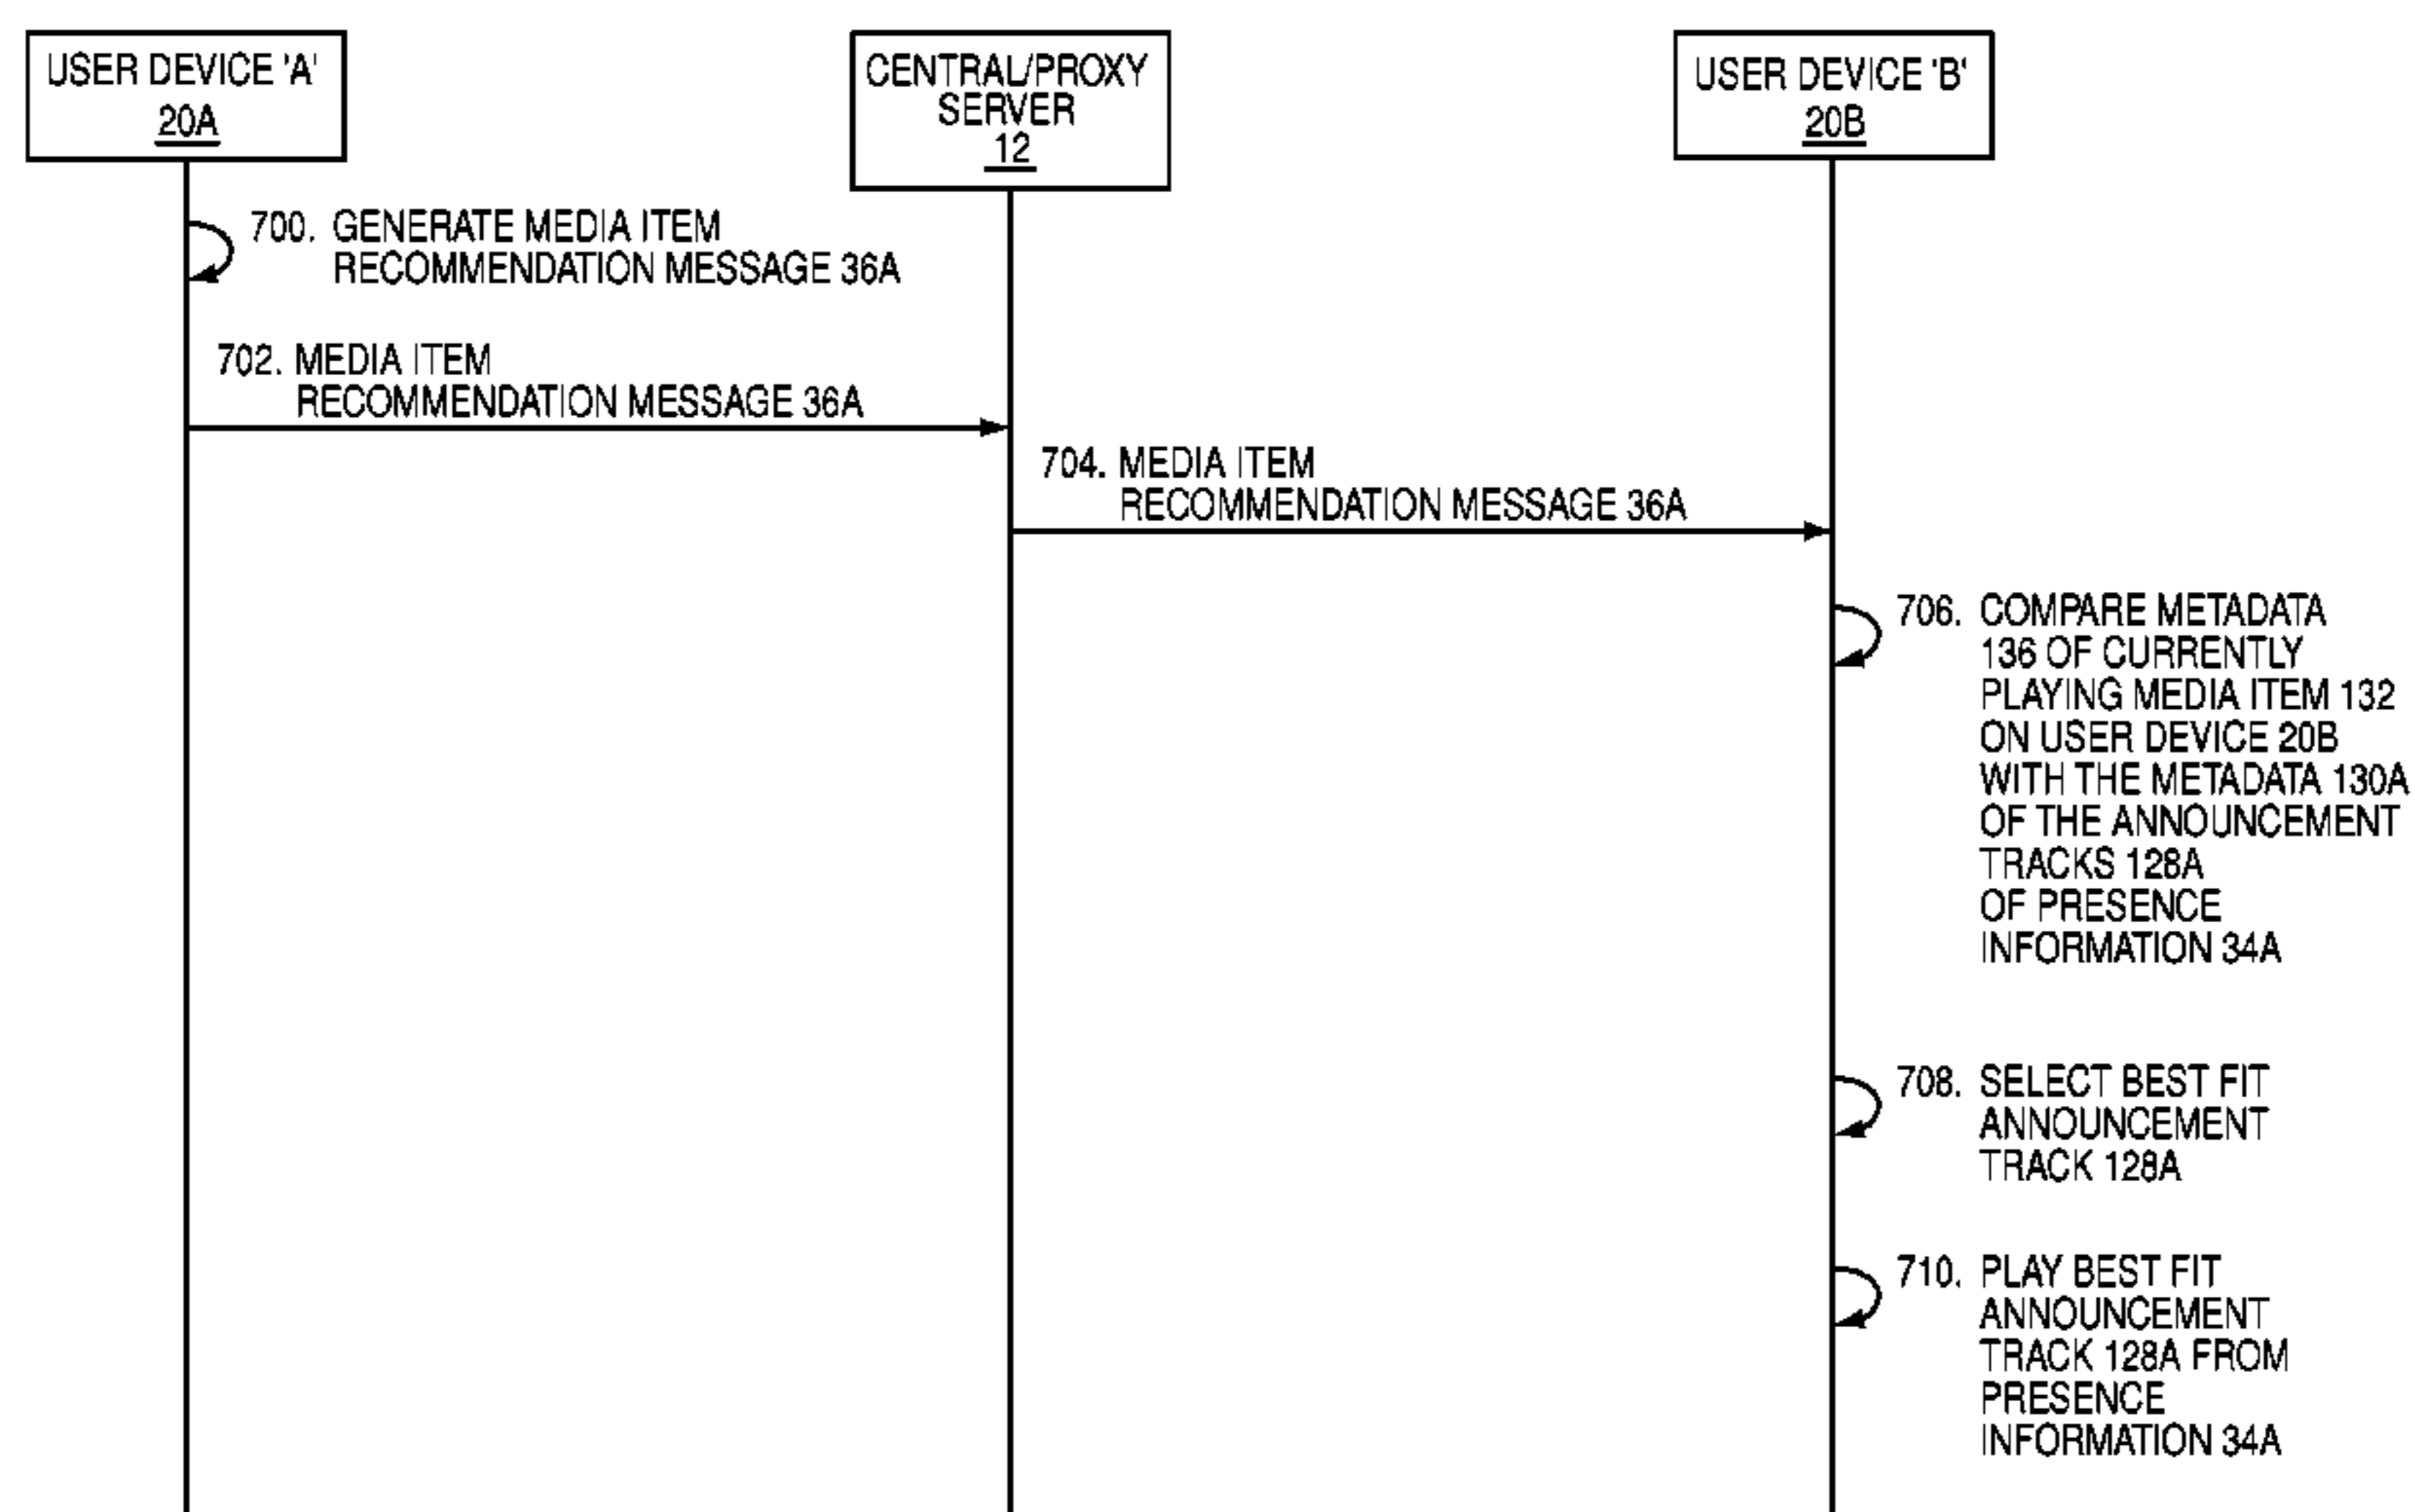 USER DEVICE 'A'
20A
CENTRAL/PROXY
SERVER
12
USER DEVICE 'B'
20B
700. GENERATE MEDIA ITEM
RECOMMENDATION MESSAGE 36A
702. MEDIA ITEM
RECOMMENDATION MESSAGE 36A
704. MEDIA ITEM
RECOMMENDATION MESSAGE 36A
706. COMPARE METADATA
136 OF CURRENTLY
PLAYING MEDIA ITEM 132
ON USER DEVICE 20B
WITH THE METADATA 130A
OF THE ANNOUNCEMENT
TRACKS 128A
OF PRESENCE
INFORMATION 34A
708. SELECT BEST FIT
ANNOUNCEMENT
TRACK 128A
710. PLAY BEST FIT
ANNOUNCEMENT
TRACK 128A FROM
PRESENCE
INFORMATION 34A